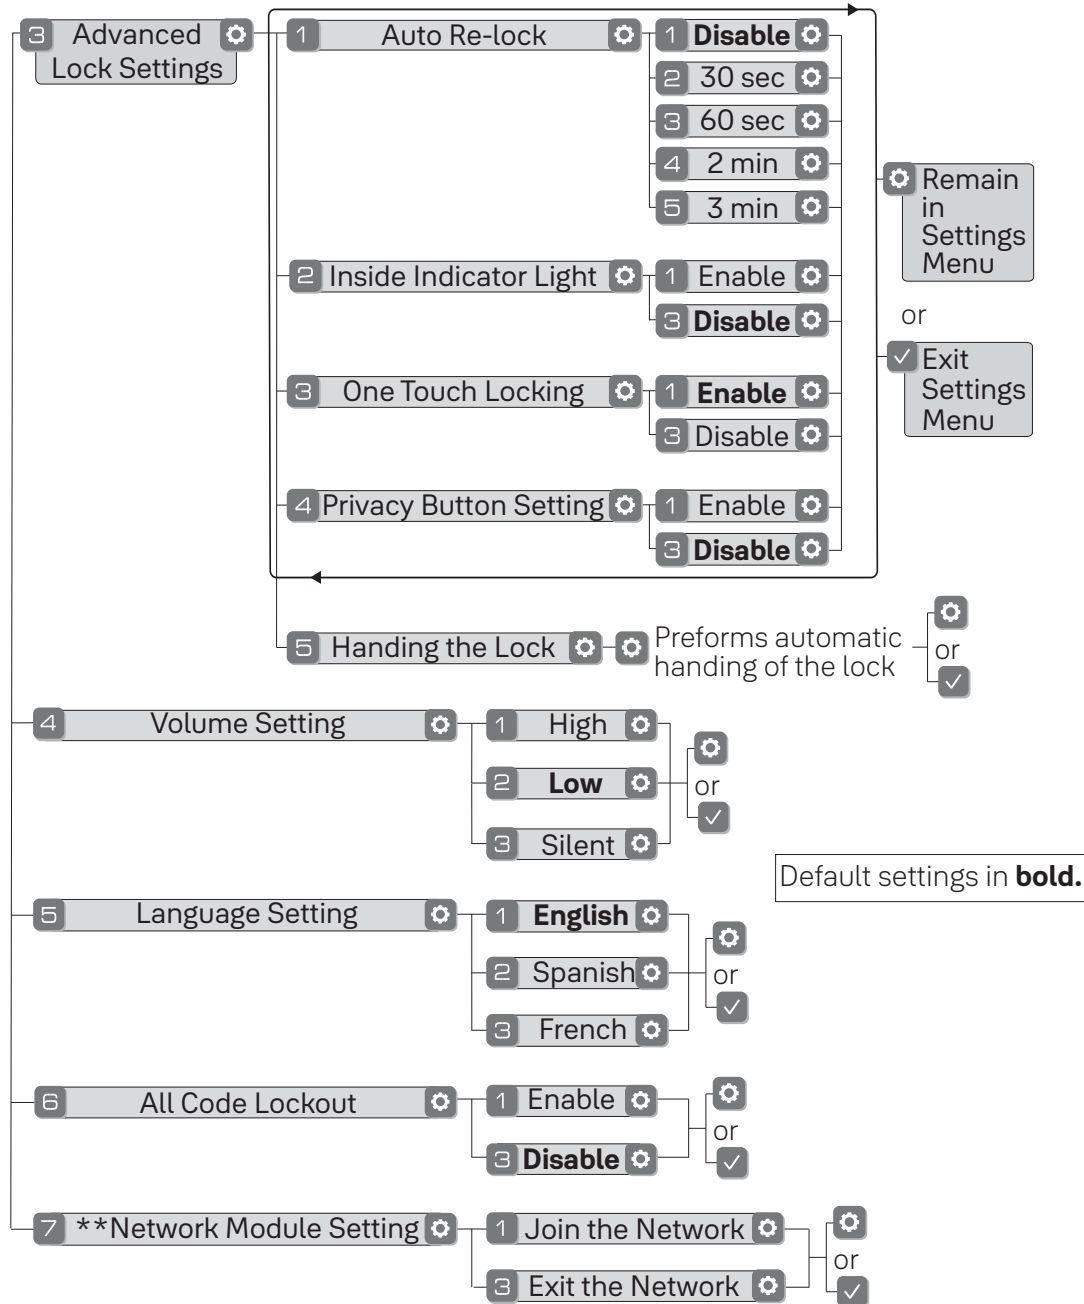 3 Advanced
Lock Settings
1 Auto Re-lock
1 Disable
2 30 sec
3 60 sec
4 2 min
5 3 min
2 Inside Indicator Light
1 Enable
3 Disable
3 One Touch Locking
1 Enable
3 Disable
4 Privacy Button Setting
1 Enable
3 Disable
Remain
in
Settings
Menu
or
Exit
Settings
Menu
5 Handing the Lock
Preforms automatic
handing of the lock
or
4 Volume Setting
1 High
2 Low
3 Silent
or
Default settings in bold.
5 Language Setting
1 English
2 Spanish
3 French
or
6 All Code Lockout
1 Enable
3 Disable
or
7 **Network Module Setting
1 Join the Network
3 Exit the Network
or